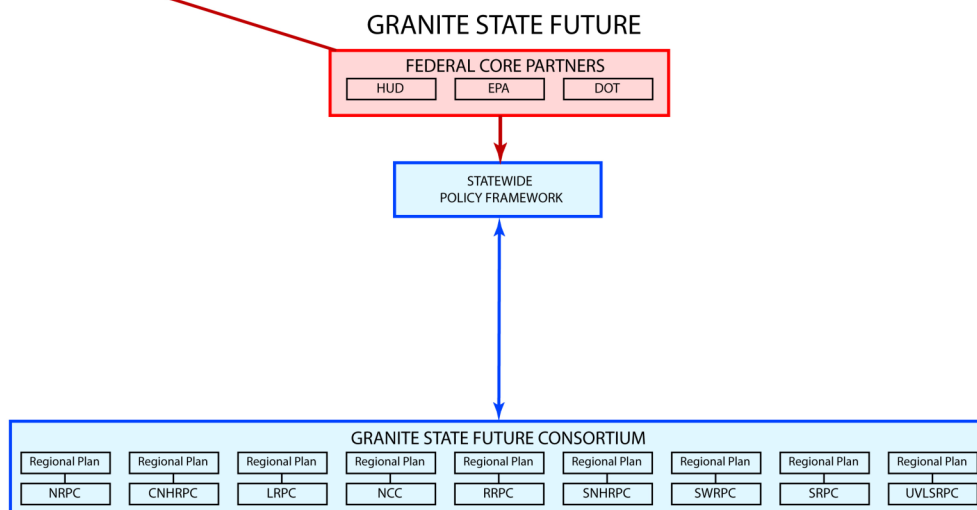 GRANITE STATE FUTURE
FEDERAL CORE PARTNERS
HUD EPA DOT
STATEWIDE
POLICY FRAMEWORK
GRANITE STATE FUTURE CONSORTIUM
Regional Plan Regional Plan Regional Plan Regional Plan Regional Plan Regional Plan Regional Plan Regional Plan Regional Plan
NRPC CNHRPC LRPC NCC RRPC SNHRPC SWRPC SRPC UVLSRPC